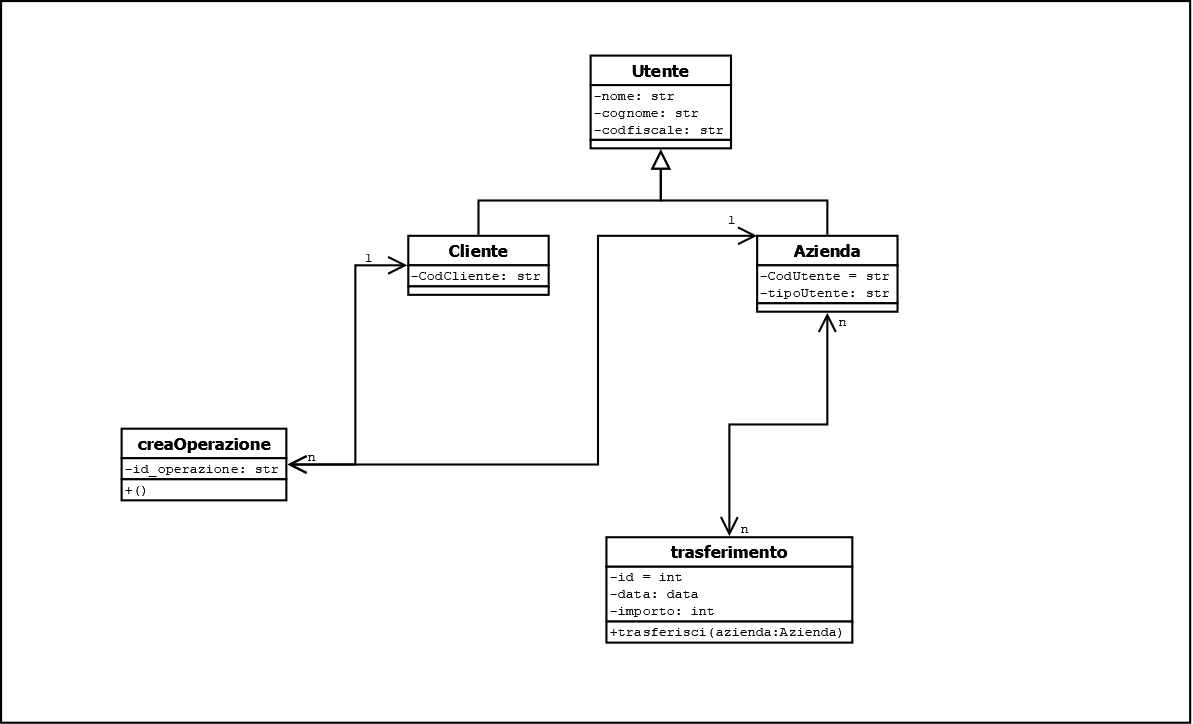 Utente
-nome: str
-cognome: str
-codfiscale: str
1
1
Cliente
-CodCliente: str
Azienda
-CodUtente = str
-tipoUtente: str
n
creaOperazione
-id_operazione: str
+()
n
n
trasferimento
-id = int
-data: data
-importo: int
+trasferisci(azienda:Azienda)